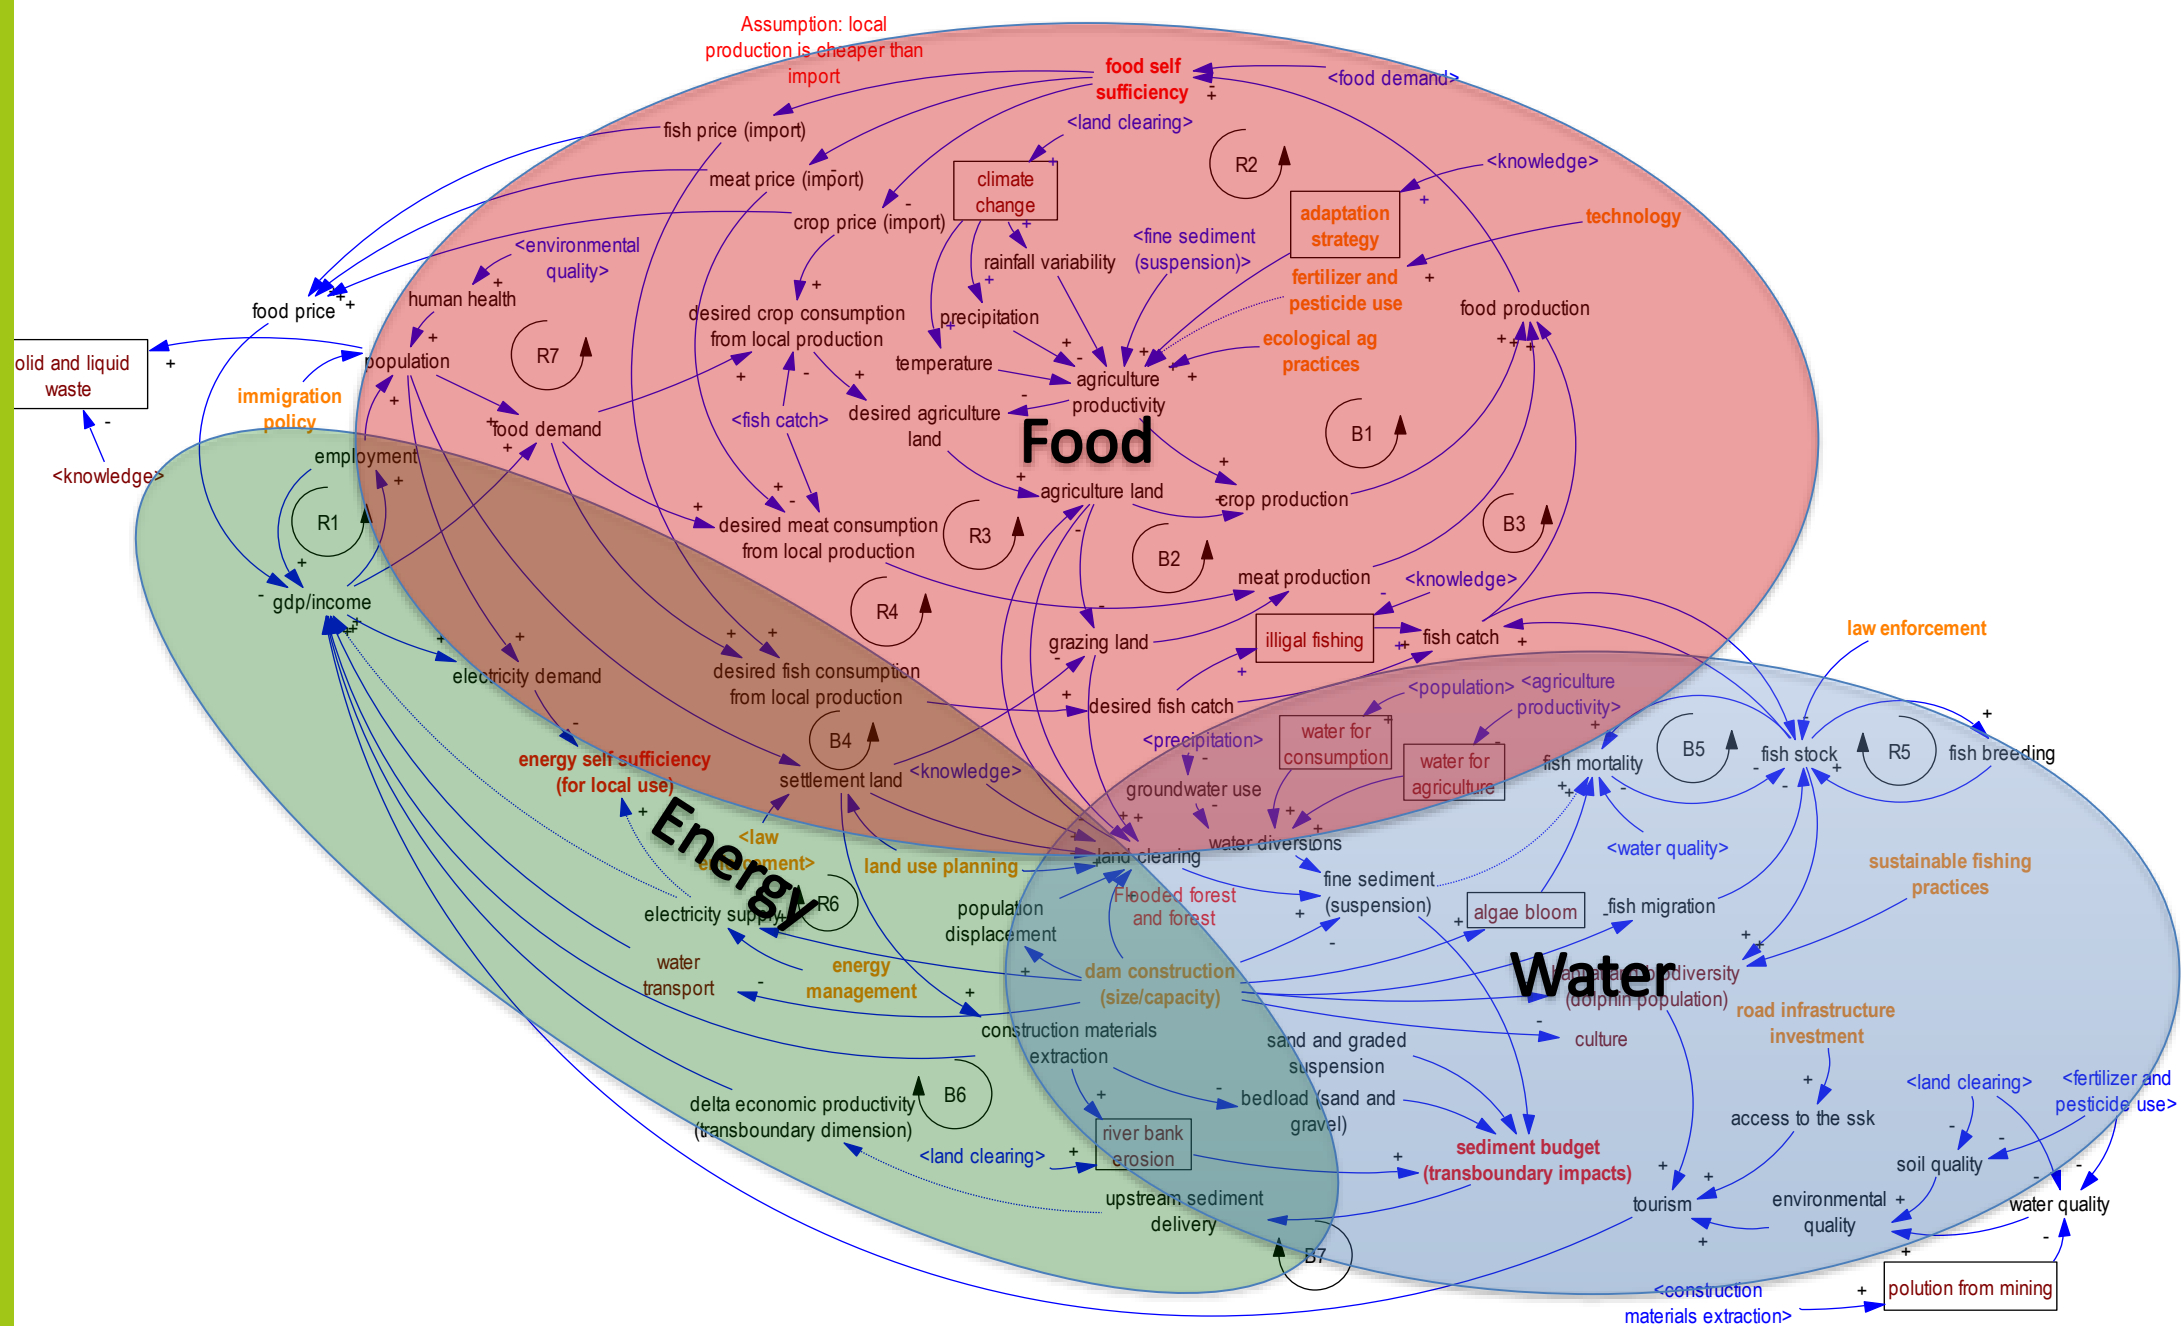 Assumption: local
production is cheaper than
import
food self
sufficiency
<food demand>
fish price (import)
<land clearing>
R2
<knowledge>
meat price (import)
climate
change
adaptation
strategy
technology
crop price (import)
<environmental
quality>
rainfall variability
<fine sediment
(suspension)>
fertilizer and
pesticide use
human health
food price
desired crop consumption
from local production
precipitation
food production
R7
temperature
ecological ag
practices
olid and liquid
waste
population
agriculture
productivity
immigration
policy
food demand
<fish catch>
desired agriculture
land
Food
B1
employment
<knowledge>
agriculture land
crop production
R1
desired meat consumption
from local production
R3
B2
B3
gdp/income
R4
meat production
<knowledge>
illigal fishing
fish catch
law enforcement
grazing land
electricity demand
desired fish consumption
from local production
desired fish catch
<population>
<agriculture
productivity>
B4
<precipitation>
water for
consumption
water for
agriculture
fish mortality
B5
fish stock
R5
fish breeding
energy self sufficiency
(for local use)
settlement land
<knowledge>
groundwater use
Energy
<law
enforcement>
land use planning
land clearing
water diversions
<water quality>
sustainable fishing
practices
Flooded forest
and forest
fine sediment
(suspension)
algae bloom
fish migration
electricity supply
R6
population
displacement
Water
biodiversity
(dolphin population)
water
transport
energy
management
dam construction
(size/capacity)
road infrastructure
investment
construction materials
extraction
sand and graded
suspension
culture
B6
delta economic productivity
(transboundary dimension)
bedload (sand and
gravel)
<land clearing>
<fertilizer and
pesticide use>
access to the ssk
river bank
erosion
<land clearing>
sediment budget
(transboundary impacts)
soil quality
upstream sediment
delivery
tourism
environmental
quality
water quality
B7
<construction
materials extraction>
polution from mining